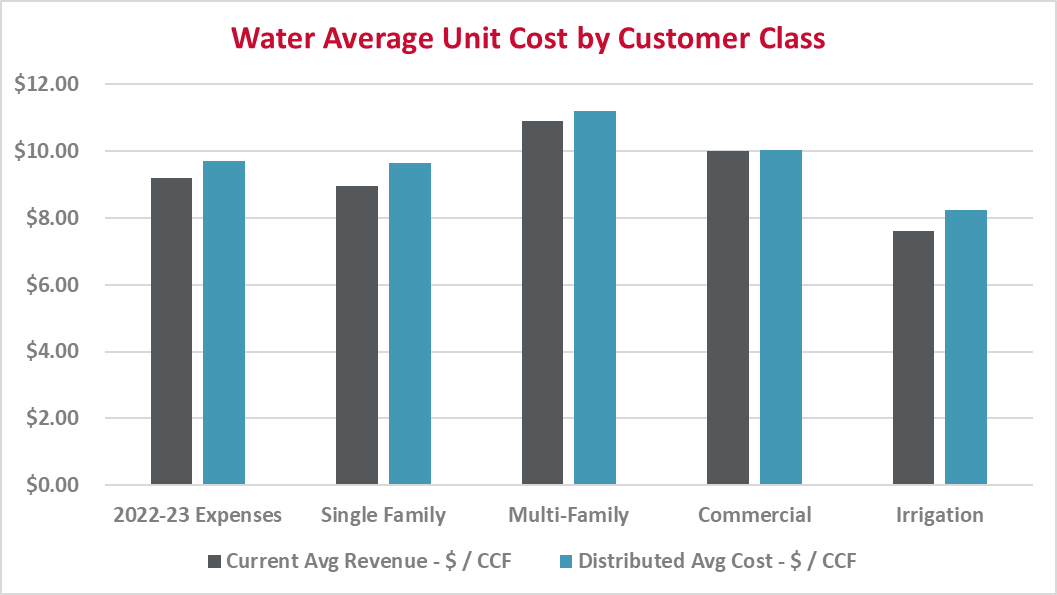 Water Average Unit Cost by Customer Class
$12.00
$10.00
$8.00
$6.00
$4.00
$2.00
$0.00
2022-23 Expenses Single Family Multi-Family Commercial Irrigation
Current Avg Revenue - $ / CCF Distributed Avg Cost - $ / CCF